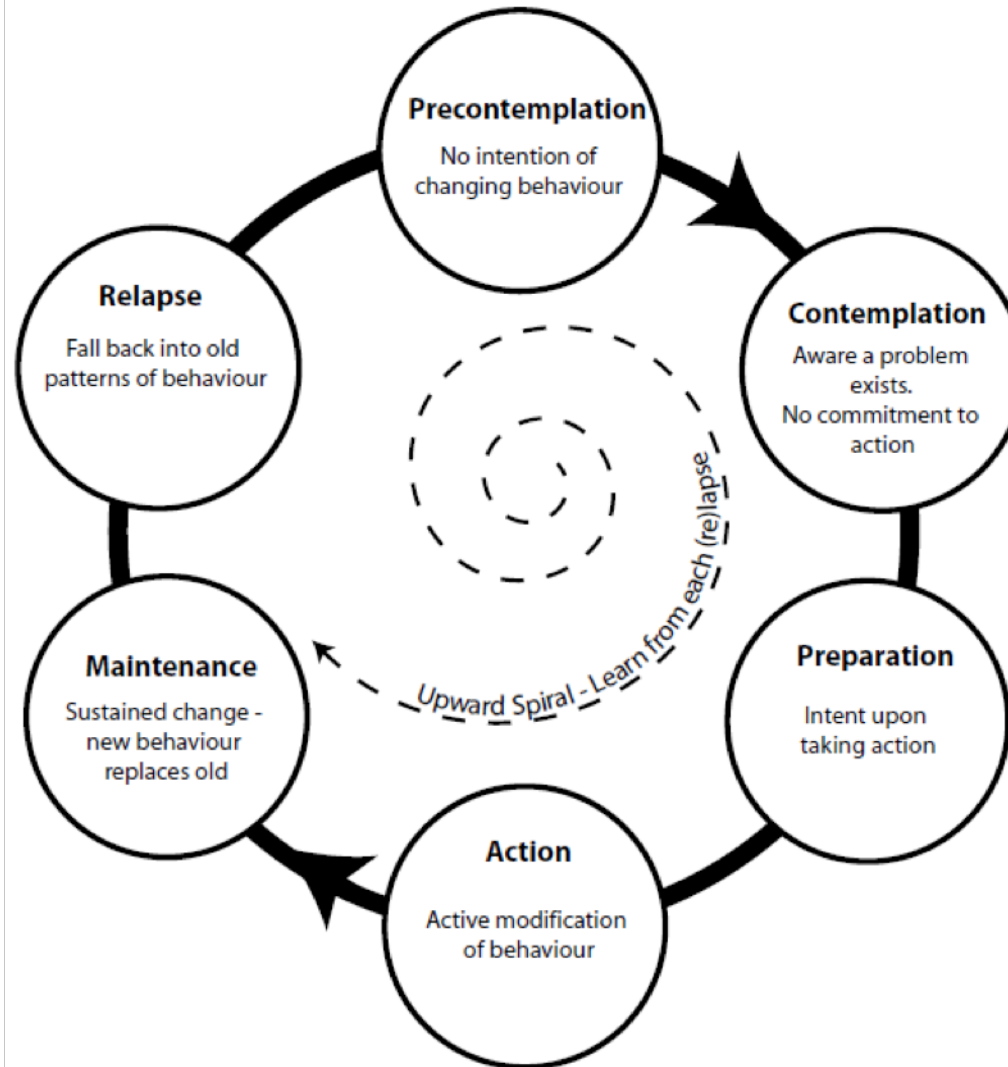 Precontemplation
No intention of
changing behaviour
Contemplation
Aware a problem
exists.
No commitment to
action
Preparation
Intent upon
taking action
Action
Active modification
of behaviour
Maintenance
Sustained change -
new behaviour
replaces old
Relapse
Fall back into old
patterns of behaviour
Upward Spiral - Learn from each (re)lapse